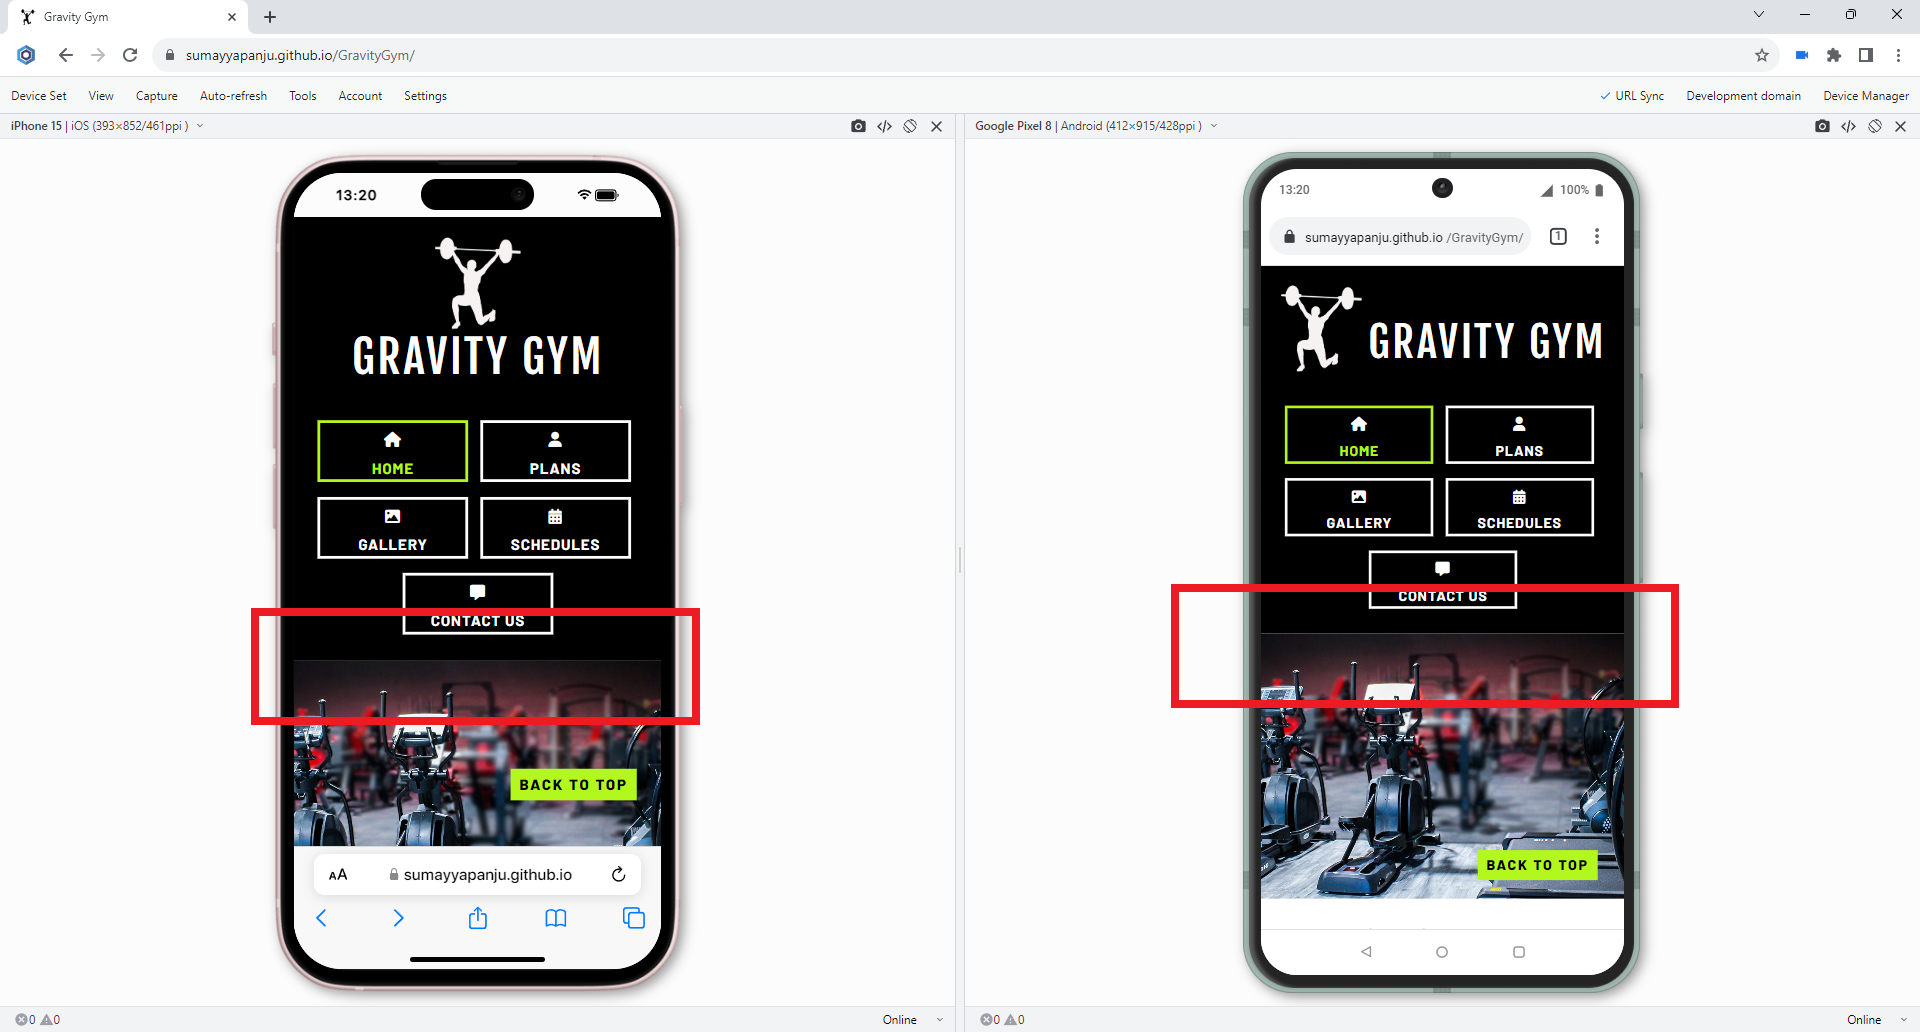 Gravity Gym
sumayyapanju.github.io/GravityGym/
Device Set View Capture Auto-refresh Tools Account Settings
URL Sync Development domain Device Manager
iPhone 15 | iOS (393×852/461ppi )
Google Pixel 8 | Android (412×915/428ppi )
13:20
GRAVITY GYM
HOME
PLANS
GALLERY
SCHEDULES
CONTACT US
BACK TO TOP
AA
sumayyapanju.github.io
13:20
100%
sumayyapanju.github.io /GravityGym/
1
GRAVITY GYM
HOME
PLANS
GALLERY
SCHEDULES
CONTACT US
BACK TO TOP
0 0
Online
0 0
Online